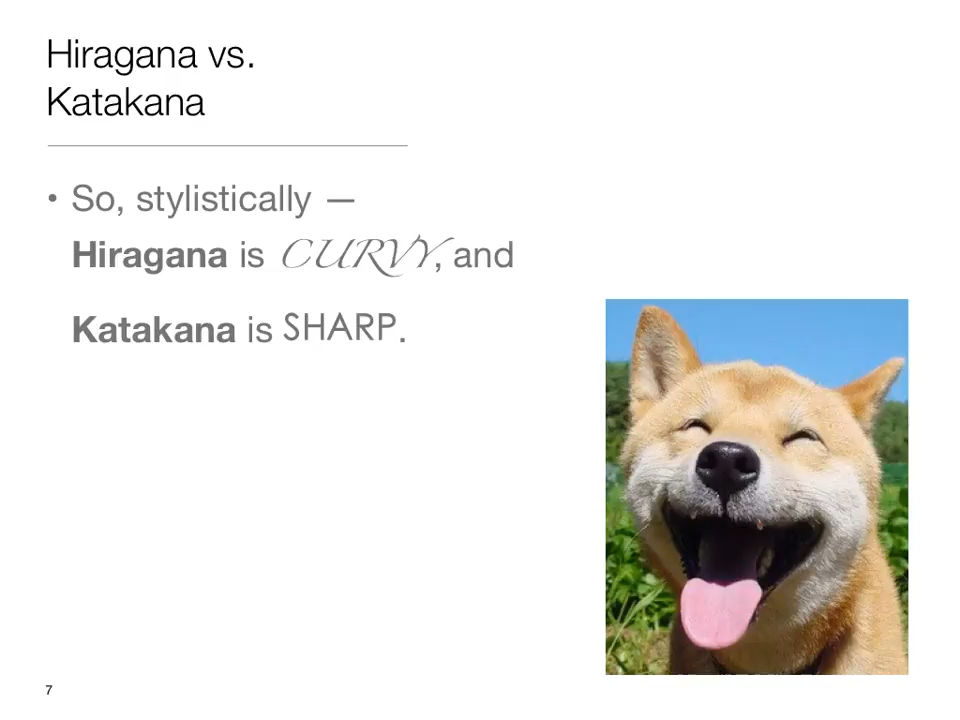 Hiragana vs.
Katakana
• So, stylistically —
Hiragana is CURVY, and
Katakana is SHARP.
7